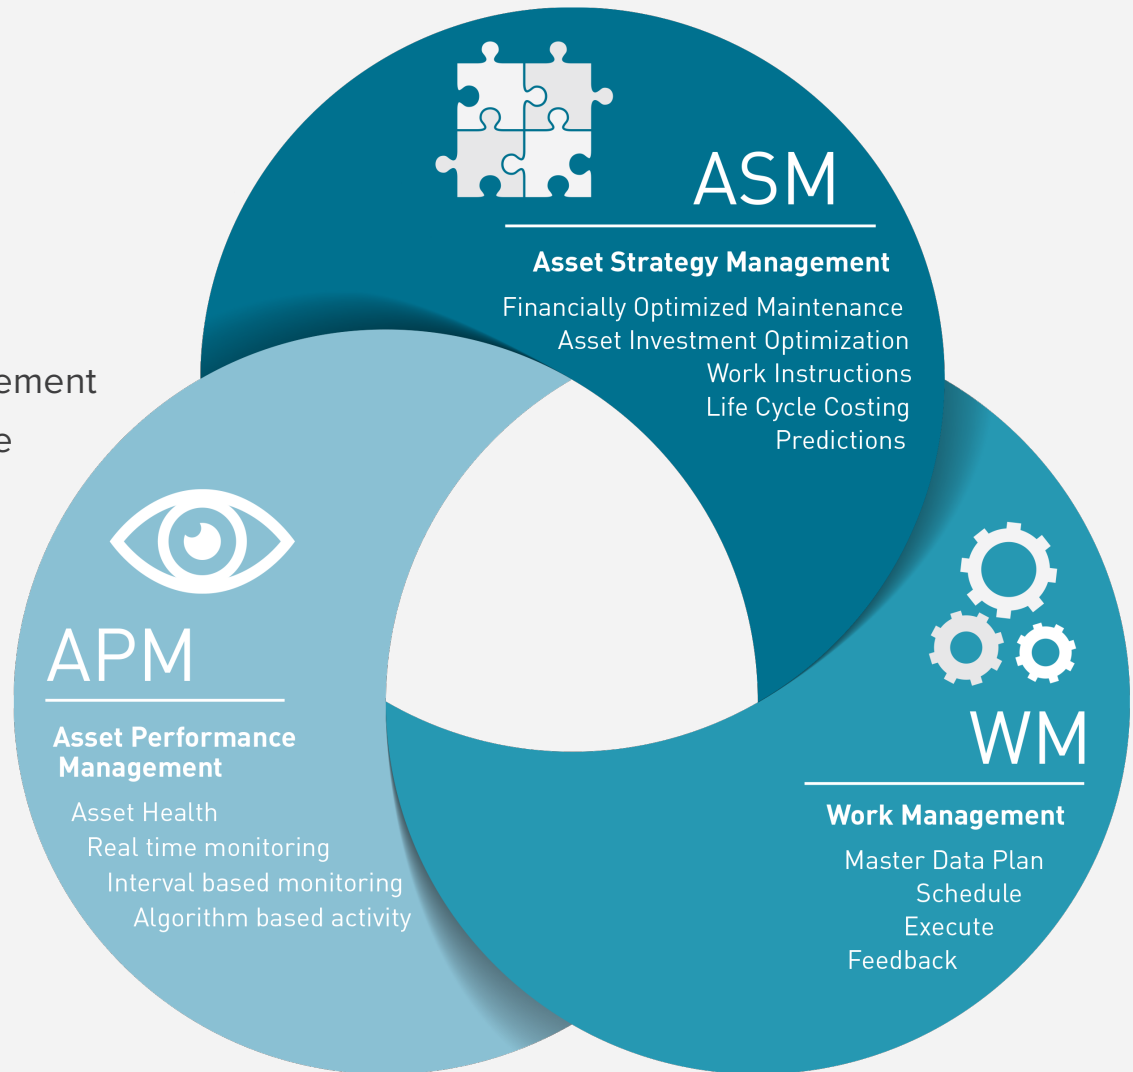 ASM
Asset Strategy Management
Financially Optimized Maintenance
Asset Investment Optimization
Work Instructions
Life Cycle Costing
Predictions
ement
e
APM
Asset Performance
Management
Asset Health
Real time monitoring
Interval based monitoring
Algorithm based activity
WM
Work Management
Master Data Plan
Schedule
Execute
Feedback